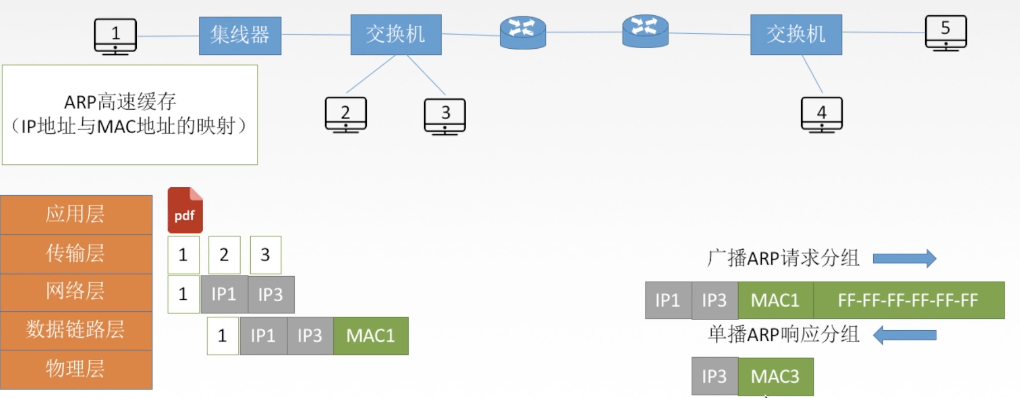 1
集线器
交换机
交换机
5
2
3
4
ARP高速缓存
（IP地址与MAC地址的映射）
应用层
pdf
传输层
1 2 3
网络层
1 IP1 IP3
数据链路层
1 IP1 IP3 MAC1
物理层
广播ARP请求分组
IP1 IP3 MAC1 FF-FF-FF-FF-FF-FF
单播ARP响应分组
IP3 MAC3